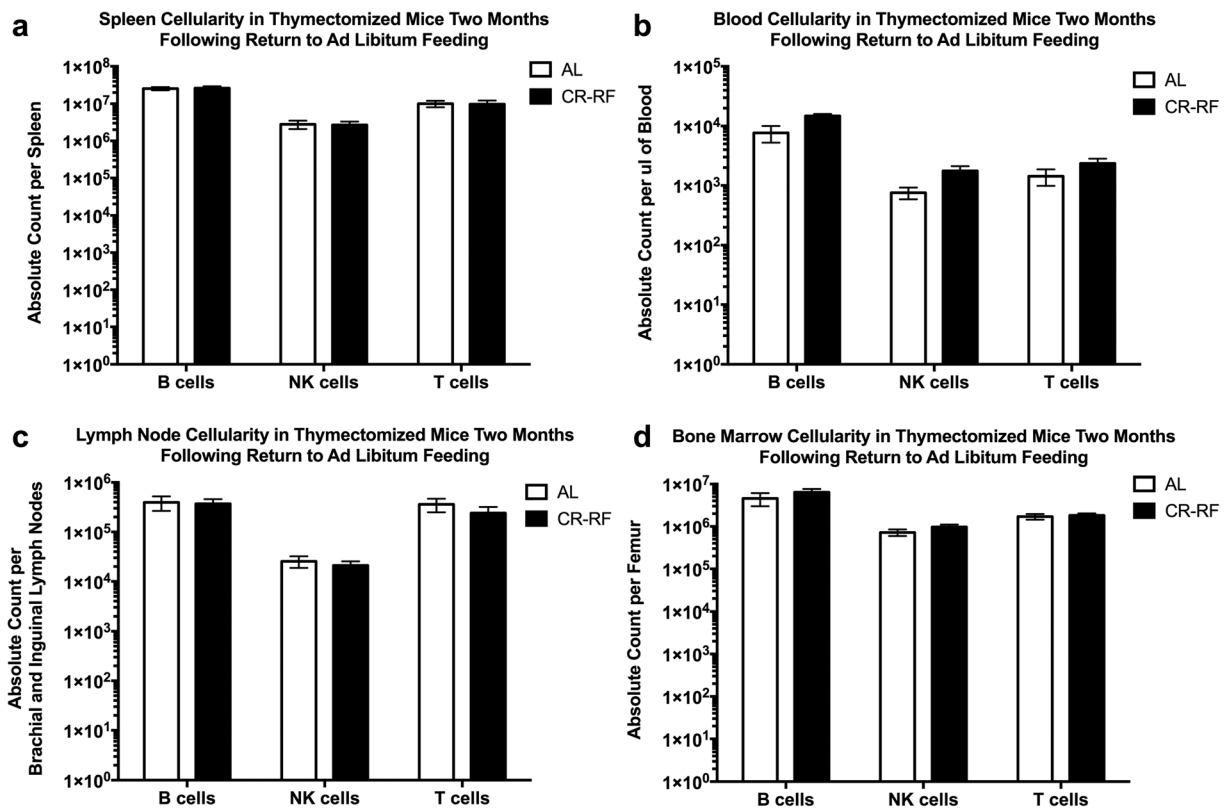 a
Spleen Cellularity in Thymectomized Mice Two Months
Following Return to Ad Libitum Feeding
Absolute Count per Spleen
1×10⁸
1×10⁷
1×10⁶
1×10⁵
1×10⁴
1×10³
1×10²
1×10¹
1×10⁰
AL
CR-RF
B cells
NK cells
T cells
b
Blood Cellularity in Thymectomized Mice Two Months
Following Return to Ad Libitum Feeding
Absolute Count per ul of Blood
1×10⁵
1×10⁴
1×10³
1×10²
1×10¹
1×10⁰
AL
CR-RF
B cells
NK cells
T cells
c
Lymph Node Cellularity in Thymectomized Mice Two Months
Following Return to Ad Libitum Feeding
Absolute Count per
Brachial and Inguinal Lymph Nodes
1×10⁶
1×10⁵
1×10⁴
1×10³
1×10²
1×10¹
1×10⁰
AL
CR-RF
B cells
NK cells
T cells
d
Bone Marrow Cellularity in Thymectomized Mice Two Months
Following Return to Ad Libitum Feeding
Absolute Count per Femur
1×10⁷
1×10⁶
1×10⁵
1×10⁴
1×10³
1×10²
1×10¹
1×10⁰
AL
CR-RF
B cells
NK cells
T cells